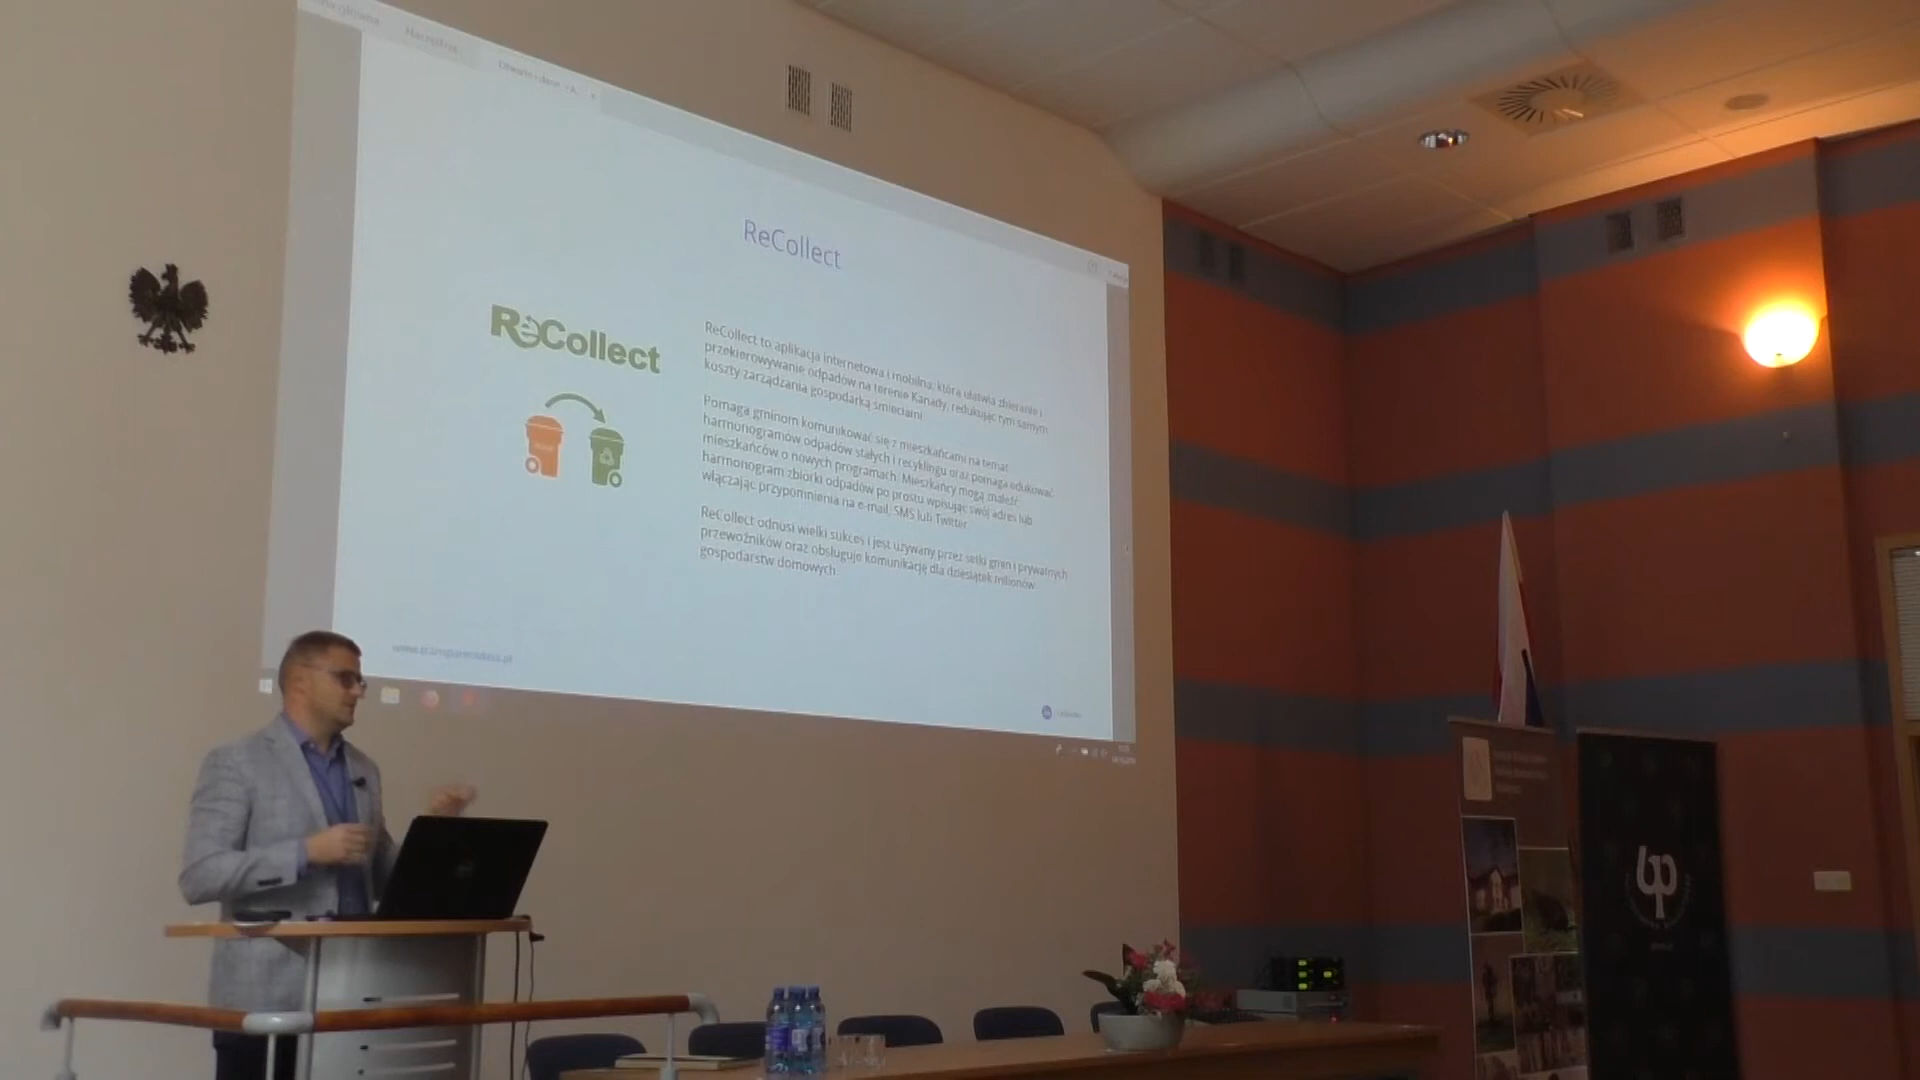 Narzędzia
ReCollect
ReCollect
ReCollect to aplikacja internetowa i mobilna, która ułatwia zbieranie i
przekierowywanie odpadów na terenie Kanady, redukując tym samym
koszty zarządzania gospodarką śmieciami.
Pomaga gminom komunikować się z mieszkańcami na temat
harmonogramów odpadów stałych i recyklingu oraz pomaga edukować
mieszkańców o nowych programach. Mieszkańcy mogą znaleźć
harmonogram zbiórki odpadów po prostu wpisując swój adres lub
włączając przypomnienia na e-mail, SMS lub Twitter.
ReCollect odnosi wielki sukces i jest używany przez setki gmin i prywatnych
przewoźników oraz obsługuje komunikację dla dziesiątek milionów
gospodarstw domowych.